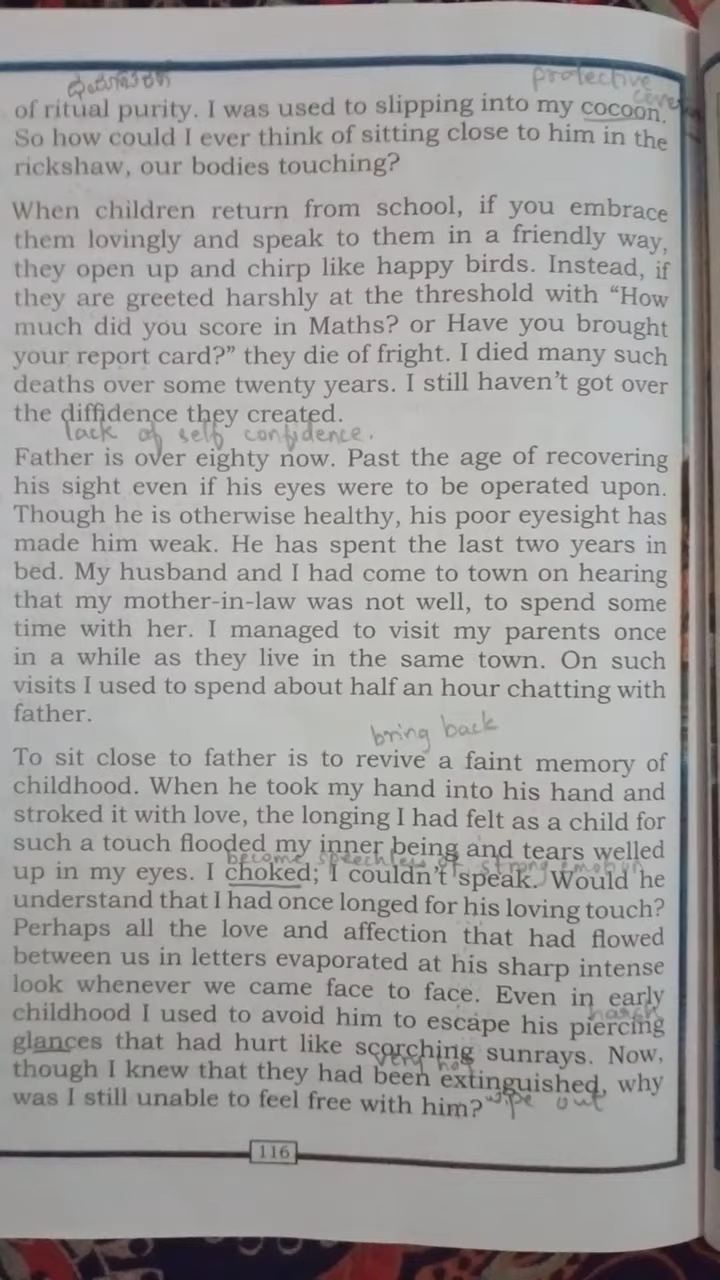 protective
cover
of ritual purity. I was used to slipping into my cocoon.
So how could I ever think of sitting close to him in the
rickshaw, our bodies touching?
When children return from school, if you embrace
them lovingly and speak to them in a friendly way,
they open up and chirp like happy birds. Instead, if
they are greeted harshly at the threshold with “How
much did you score in Maths? or Have you brought
your report card?” they die of fright. I died many such
deaths over some twenty years. I still haven’t got over
the diffidence they created.
lack of self confidence.
Father is over eighty now. Past the age of recovering
his sight even if his eyes were to be operated upon.
Though he is otherwise healthy, his poor eyesight has
made him weak. He has spent the last two years in
bed. My husband and I had come to town on hearing
that my mother-in-law was not well, to spend some
time with her. I managed to visit my parents once
in a while as they live in the same town. On such
visits I used to spend about half an hour chatting with
father.
bring back
To sit close to father is to revive a faint memory of
childhood. When he took my hand into his hand and
stroked it with love, the longing I had felt as a child for
such a touch flooded my inner being and tears welled
become speechless of strong emotion
up in my eyes. I choked; I couldn’t speak. Would he
understand that I had once longed for his loving touch?
Perhaps all the love and affection that had flowed
between us in letters evaporated at his sharp intense
look whenever we came face to face. Even in early
harsh
childhood I used to avoid him to escape his piercing
glances that had hurt like scorching sunrays. Now,
very hot
though I knew that they had been extinguished, why
was I still unable to feel free with him?
wipe out
116